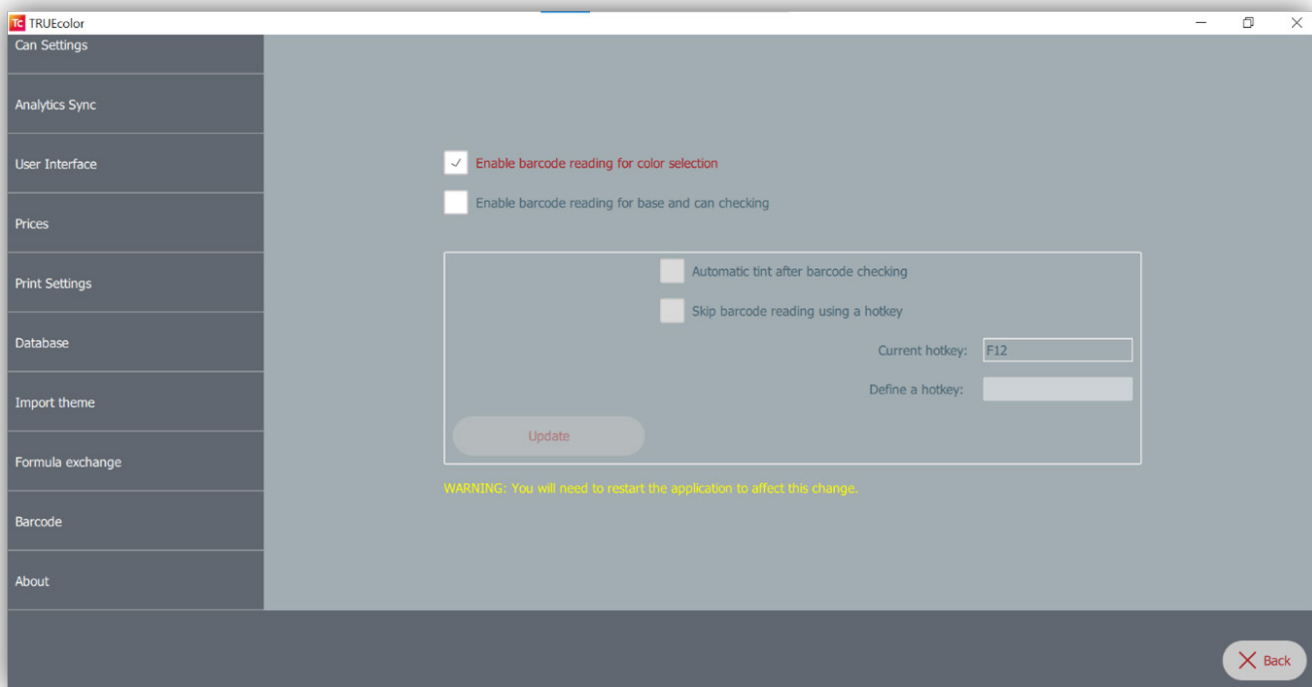 Tc TRUEcolor
Can Settings
Analytics Sync
User Interface
Prices
Print Settings
Database
Import theme
Formula exchange
Barcode
About
Enable barcode reading for color selection
Enable barcode reading for base and can checking
Automatic tint after barcode checking
Skip barcode reading using a hotkey
Current hotkey: F12
Define a hotkey:
Update
WARNING: You will need to restart the application to affect this change.
Back